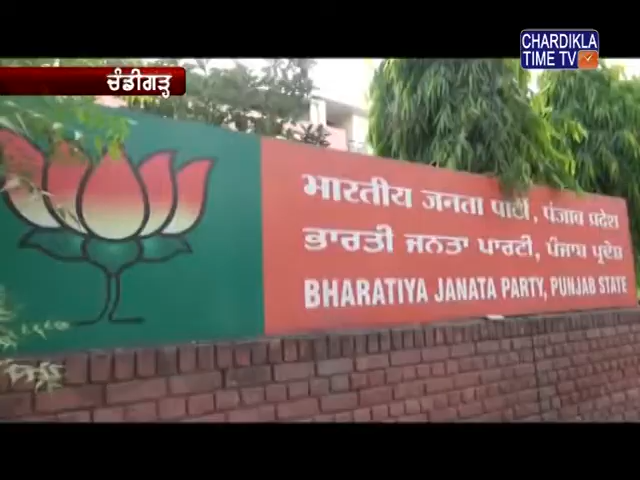 CHARDIKLA
TIME TV
ਚੰਡੀਗੜ੍ਹ
भारतीय जनता पार्टी, पंजाब प्रदेश
ਭਾਰਤੀ ਜਨਤਾ ਪਾਰਟੀ, ਪੰਜਾਬ ਪ੍ਰਦੇਸ਼
BHARATIYA JANATA PARTY, PUNJAB STATE